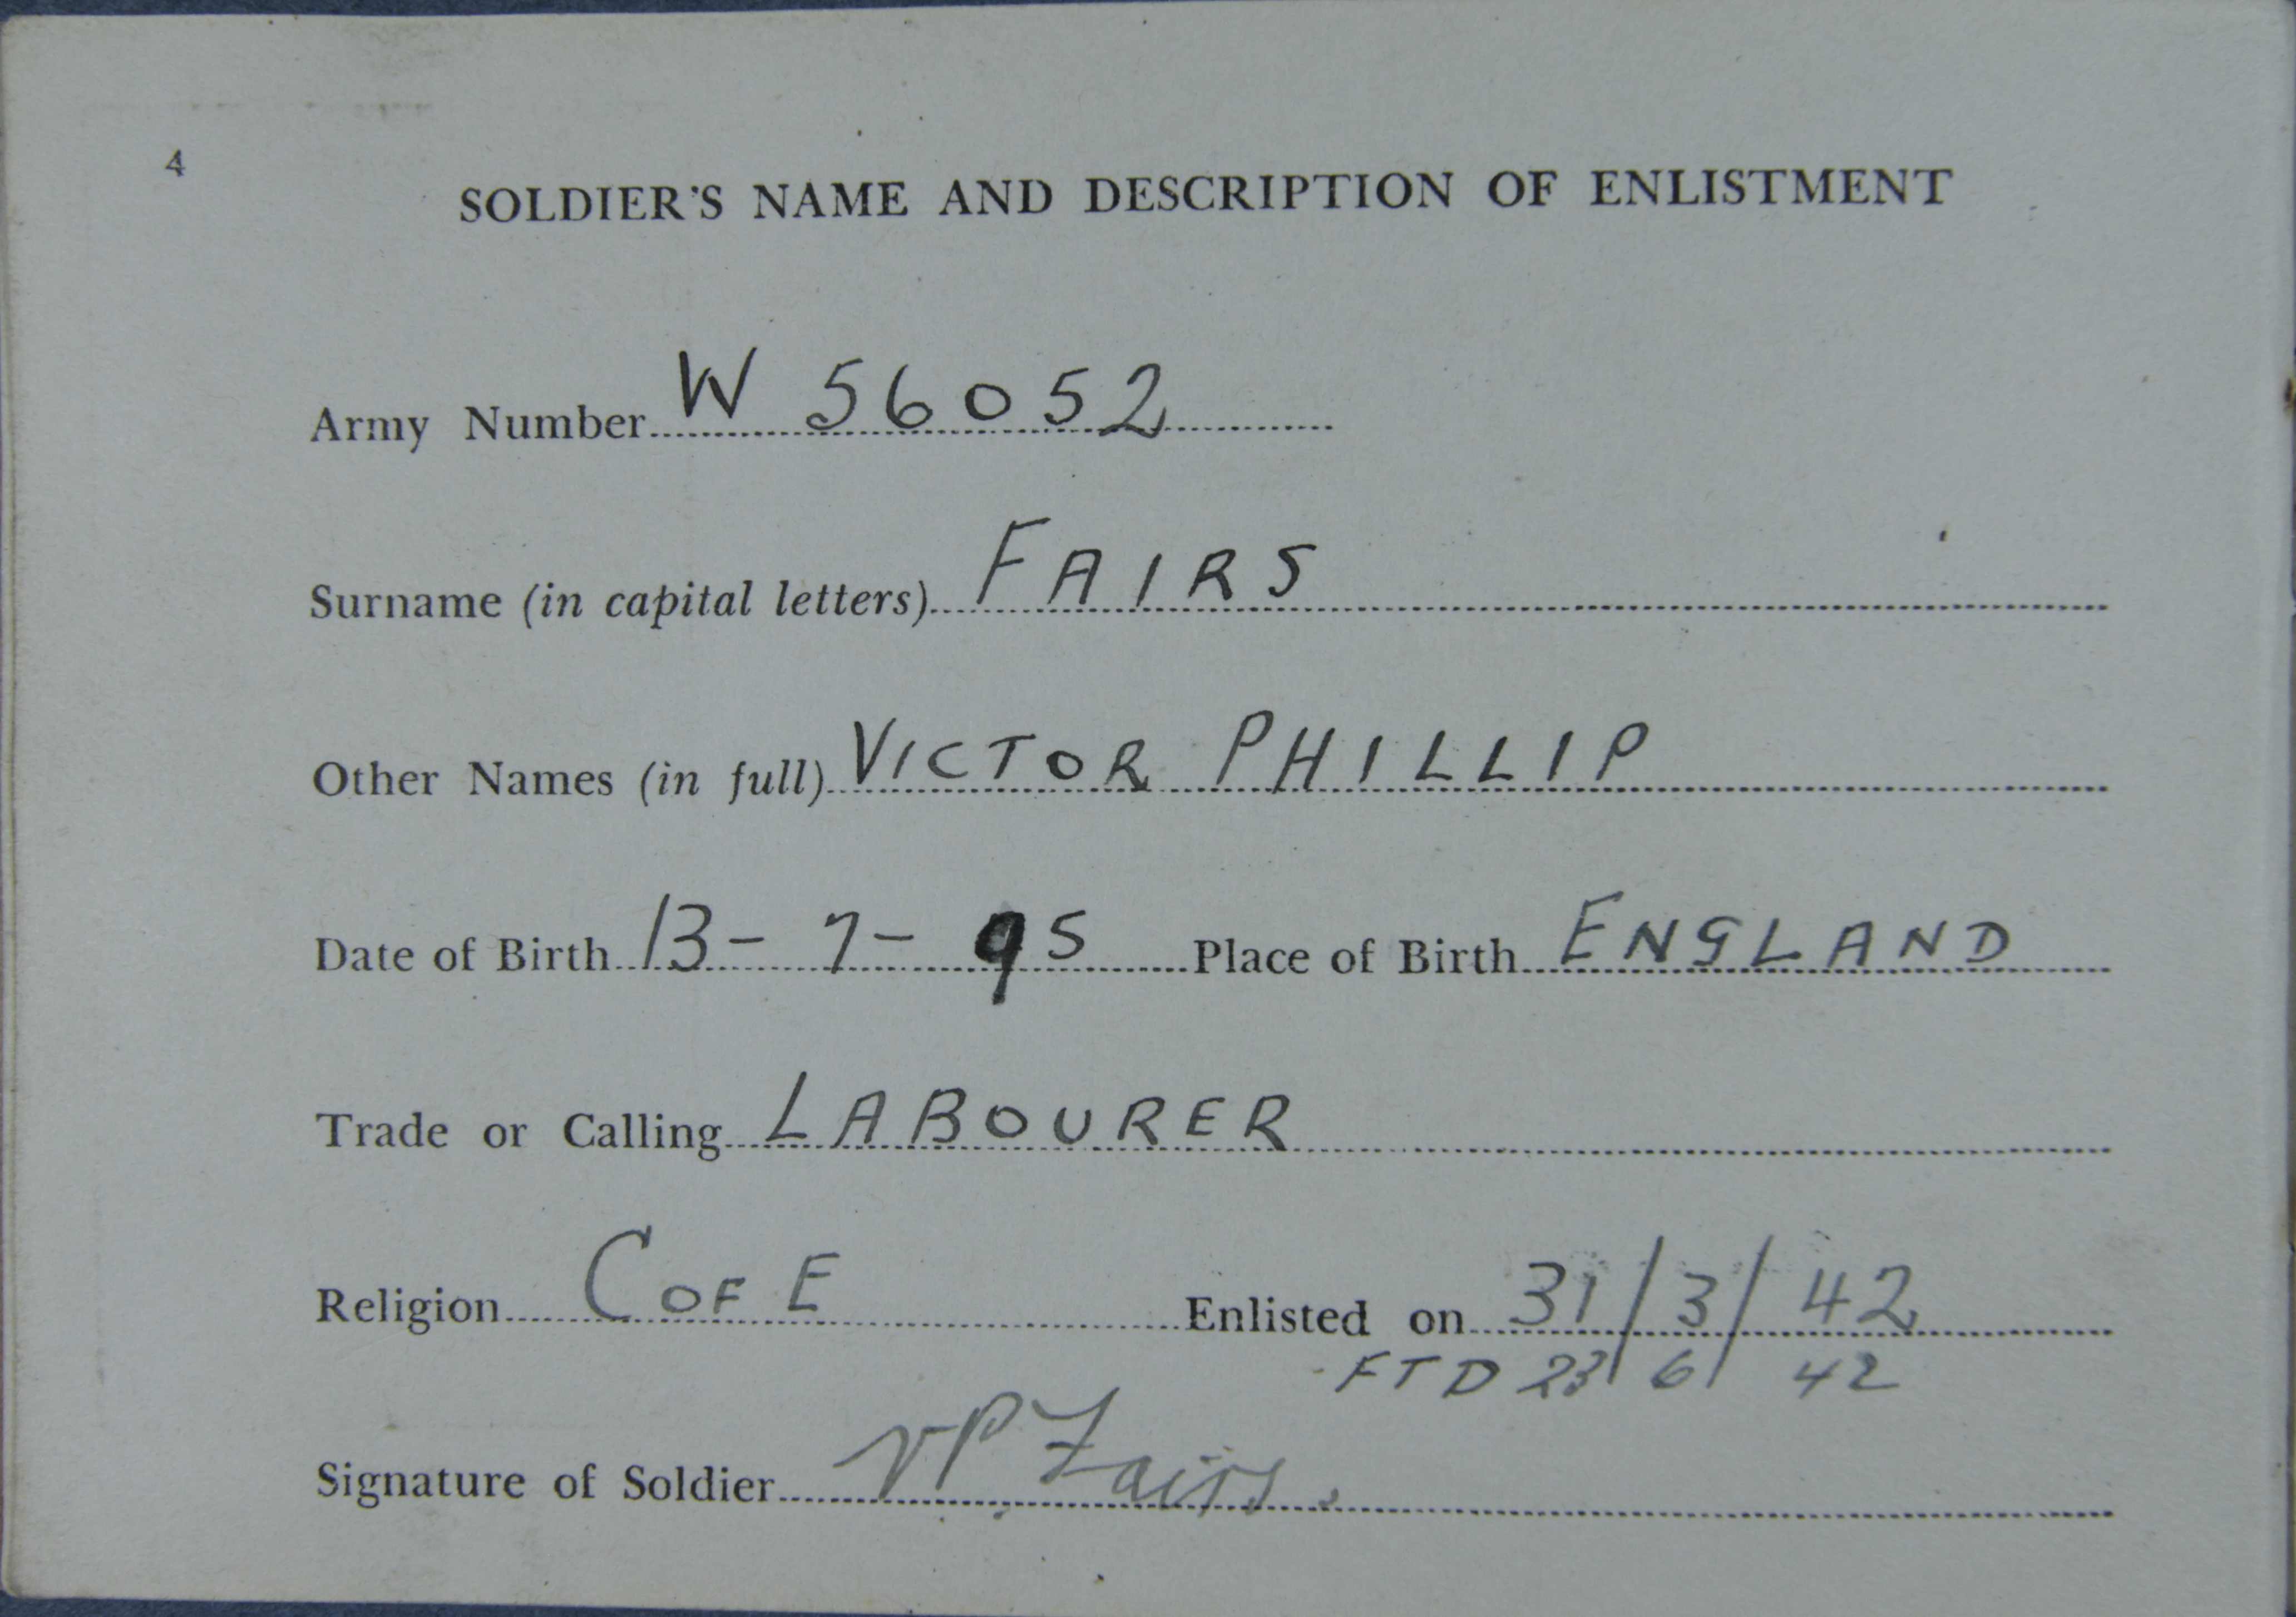 4
SOLDIER'S NAME AND DESCRIPTION OF ENLISTMENT
Army Number W 56052
Surname (in capital letters) FAIRS
Other Names (in full) VICTOR PHILLIP
Date of Birth 13-7-95 Place of Birth ENGLAND
Trade or Calling LABOURER
Religion C OF E Enlisted on 31/3/42
FTD 23/6/42
Signature of Soldier VP Fairs.